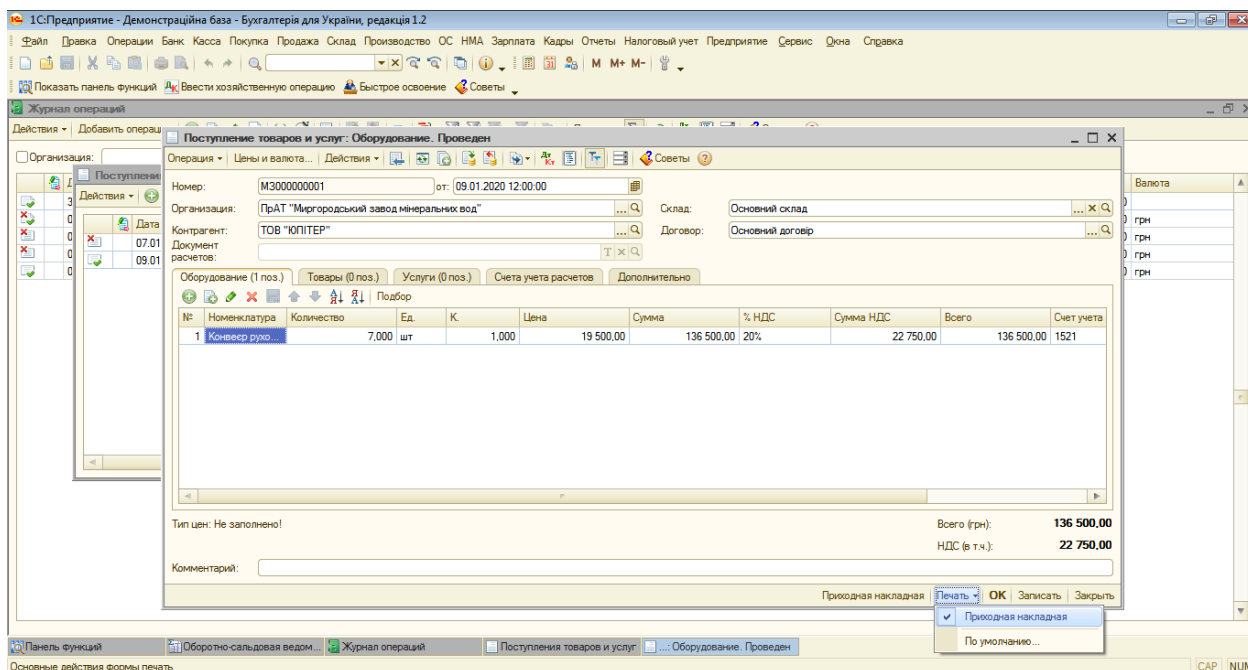 1С:Предприятие - Демонстраційна база - Бухгалтерія для України, редакція 1.2
Файл Правка Операции Банк Касса Покупка Продажа Склад Производство ОС НМА Зарплата Кадры Отчеты Налоговый учет Предприятие Сервис Окна Справка
M M+ M-
Показать панель функций Ввести хозяйственную операцию Быстрое освоение Советы
Журнал операций
Действия Добавить операц
Организация:
Валюта
грн
грн
грн
грн
Поступлени
Действия
Дата
07.01
09.01
Поступление товаров и услуг: Оборудование. Проведен
Операция Цены и валюта... Действия Советы
Номер: М3000000001 от: 09.01.2020 12:00:00
Организация: ПрАТ "Миргородський завод мінеральних вод" Склад: Основний склад
Контрагент: ТОВ "ЮПІТЕР" Договор: Основний договір
Документ расчетов:
Оборудование (1 поз.) Товары (0 поз.) Услуги (0 поз.) Счета учета расчетов Дополнительно
Подбор
№ Номенклатура Количество Ед. К. Цена Сумма % НДС Сумма НДС Всего Счет учета
1 Конвеєр рухо... 7,000 шт 1,000 19 500,00 136 500,00 20% 22 750,00 136 500,00 1521
Тип цен: Не заполнено!
Всего (грн): 136 500,00
НДС (в т.ч.): 22 750,00
Комментарий:
Приходная накладная Печать ОК Записать Закрыть
Приходная накладная
По умолчанию...
Панель функций Оборотно-сальдовая ведом... Журнал операций Поступления товаров и услуг ...: Оборудование. Проведен
Основные действия формы печать
CAP NUM